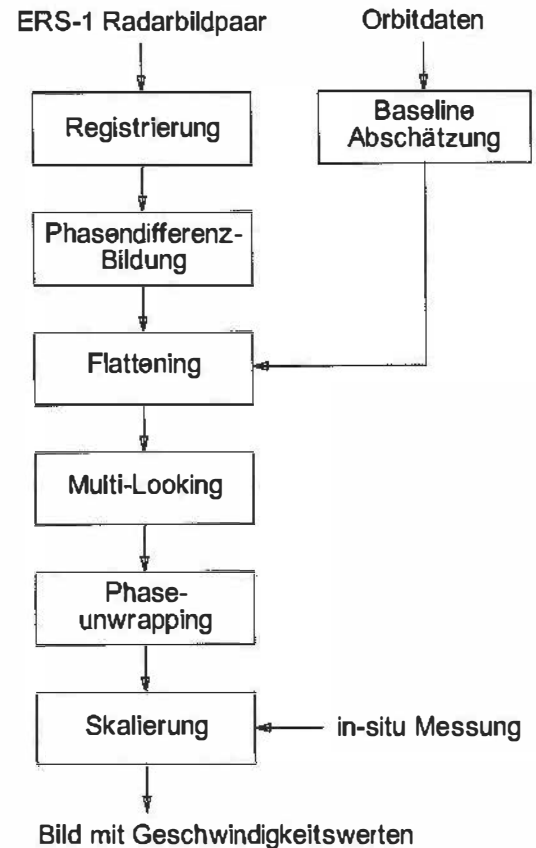 ERS-1 Radarbildpaar
Orbitdaten
Registrierung
Baseline
Abschätzung
Phasendifferenz-
Bildung
Flattening
Multi-Looking
Phase-
unwrapping
Skalierung
in-situ Messung
Bild mit Geschwindigkeitswerten